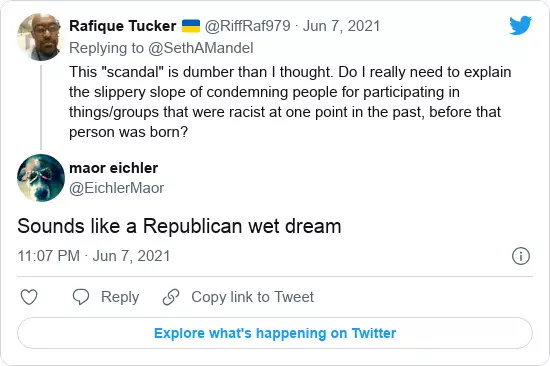 Rafique Tucker 🇺🇦 @RiffRaf979 · Jun 7, 2021
Replying to @SethAMandel
This "scandal" is dumber than I thought. Do I really need to explain
the slippery slope of condemning people for participating in
things/groups that were racist at one point in the past, before that
person was born?
maor eichler
@EichlerMaor
Sounds like a Republican wet dream
11:07 PM · Jun 7, 2021
Reply
Copy link to Tweet
Explore what's happening on Twitter